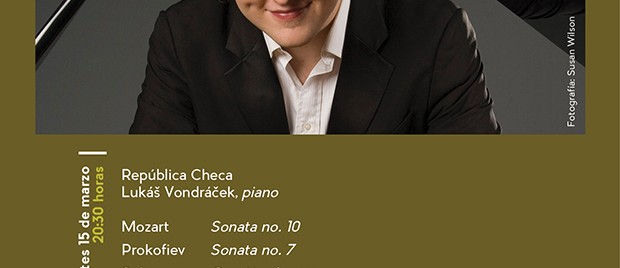 Fotografía: Susan Wilson
15 de marzo
20:30 horas
República Checa
Lukáš Vondráček, piano
Mozart Sonata no. 10
Prokofiev Sonata no. 7